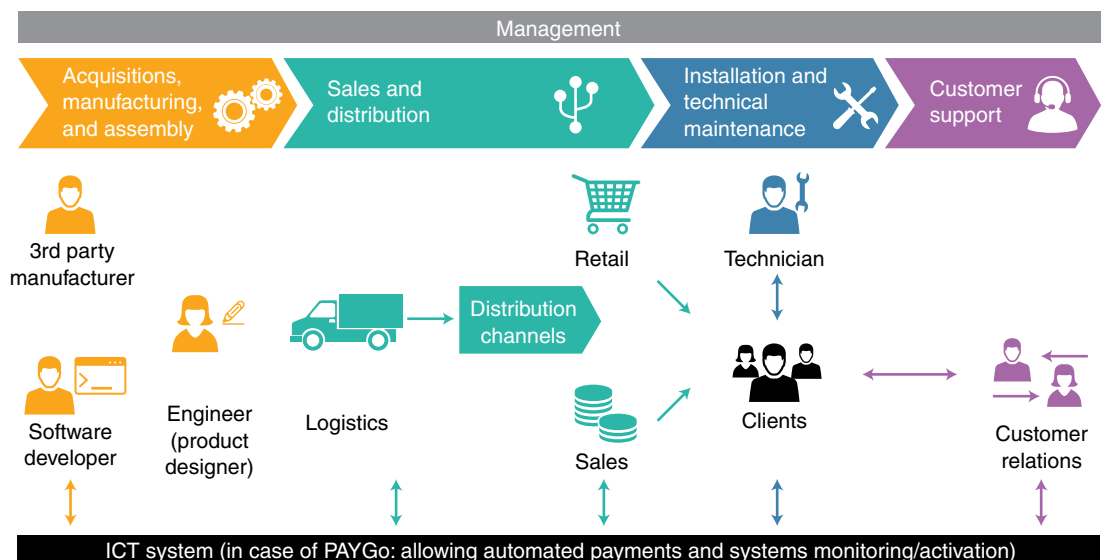 Management
Acquisitions,
manufacturing,
and assembly
Sales and
distribution
Installation and
technical
maintenance
Customer
support
3rd party
manufacturer
Retail
Technician
Distribution
channels
Software
developer
Engineer
(product
designer)
Logistics
Sales
Clients
Customer
relations
ICT system (in case of PAYGo: allowing automated payments and systems monitoring/activation)